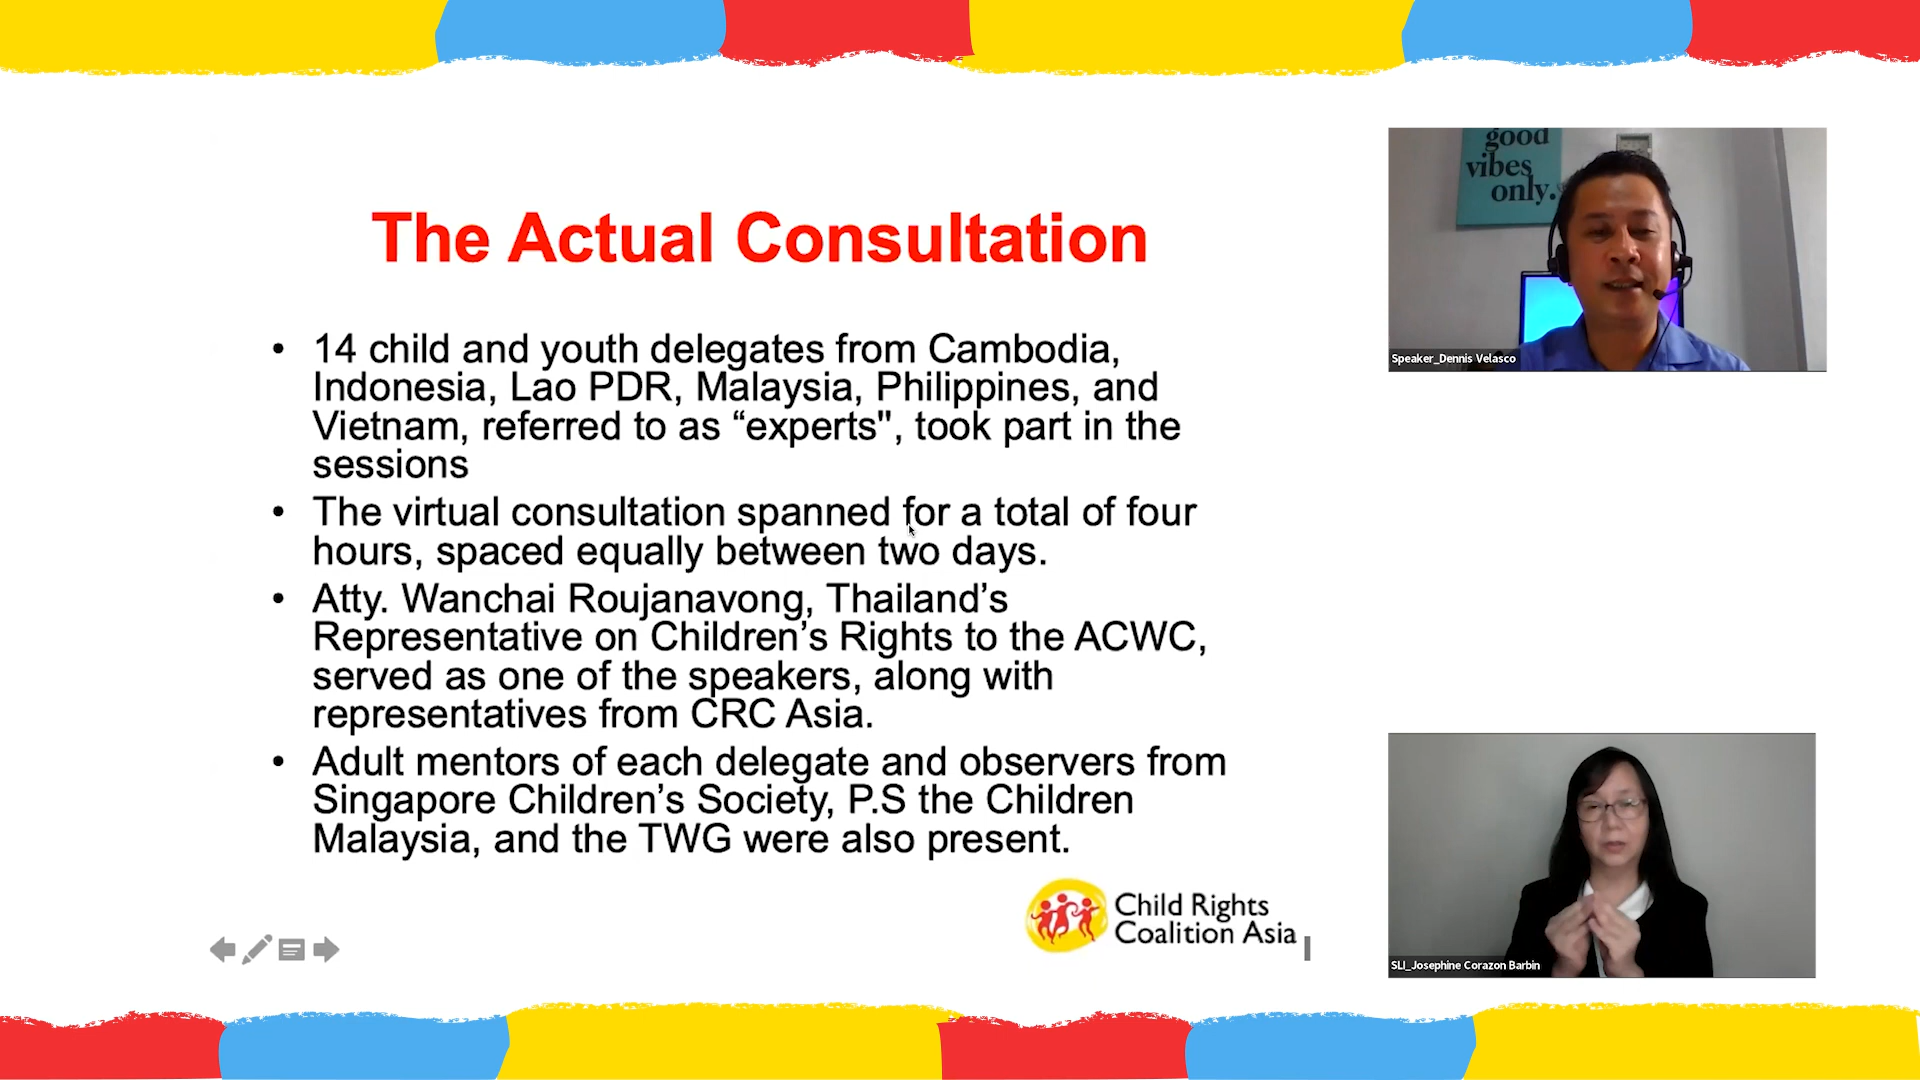 The Actual Consultation
• 14 child and youth delegates from Cambodia,
Indonesia, Lao PDR, Malaysia, Philippines, and
Vietnam, referred to as “experts", took part in the
sessions
• The virtual consultation spanned for a total of four
hours, spaced equally between two days.
• Atty. Wanchai Roujanavong, Thailand’s
Representative on Children’s Rights to the ACWC,
served as one of the speakers, along with
representatives from CRC Asia.
• Adult mentors of each delegate and observers from
Singapore Children’s Society, P.S the Children
Malaysia, and the TWG were also present.
Child Rights
Coalition Asia
good
vibes
only.
Speaker_Dennis Velasco
SLI_Josephine Corazon Barbin